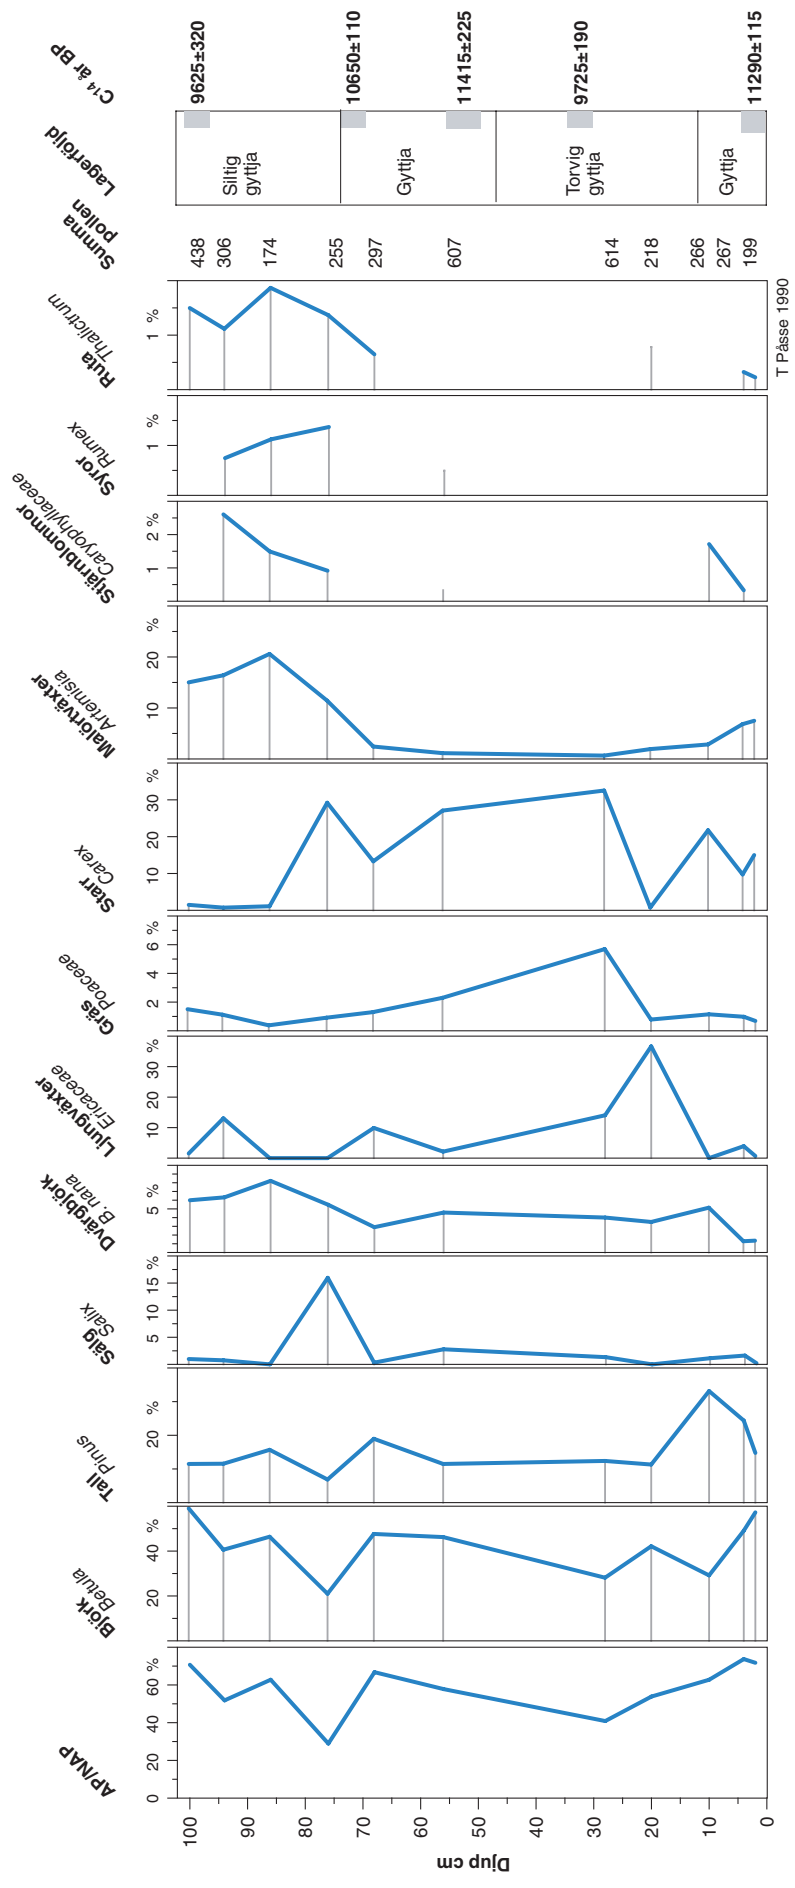 Djup cm
100
90
80
70
60
50
40
30
20
10
0
AP/NAP
0
20
40
60
%
Björk
Betula
20
40
%
Tall
Pinus
20
%
Sälg
Salix
5
10
15
%
Dvärgbjörk
B. nana
5
%
Ljungväxter
Ericaceae
10
20
30
%
Gräs
Poaceae
2
4
6
%
Starr
Carex
10
20
30
%
Malörtväxter
Artemisia
10
20
%
Stjärnblommor
Caryophyllaceae
1
2
%
Syror
Rumex
1
%
Ruta
Thalictrum
1
%
Summa
pollen
438
306
174
255
297
607
614
218
266
267
199
Lagerföljd
Siltig
gyttja
Gyttja
Torvig
gyttja
Gyttja
C14 år BP
9625±320
10650±110
11415±225
9725±190
11290±115
T Påsse 1990